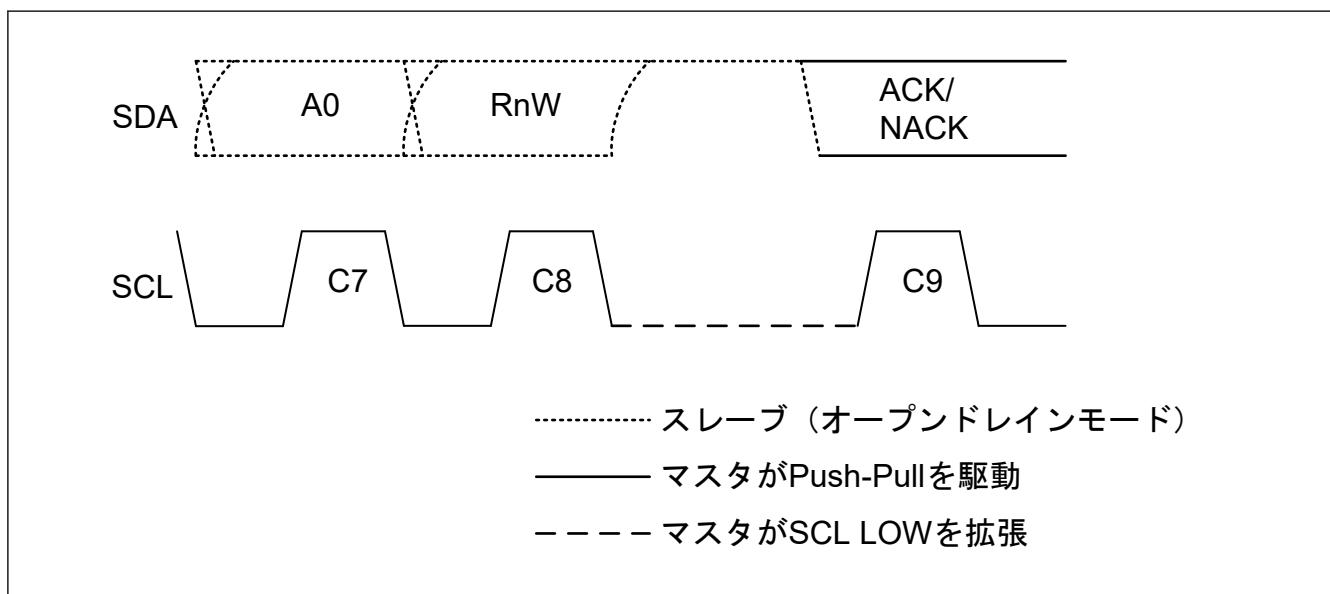 SDA
A0
RnW
ACK/
NACK
SCL
C7
C8
C9
スレーブ（オープンドレインモード）
マスタがPush-Pullを駆動
マスタがSCL LOWを拡張